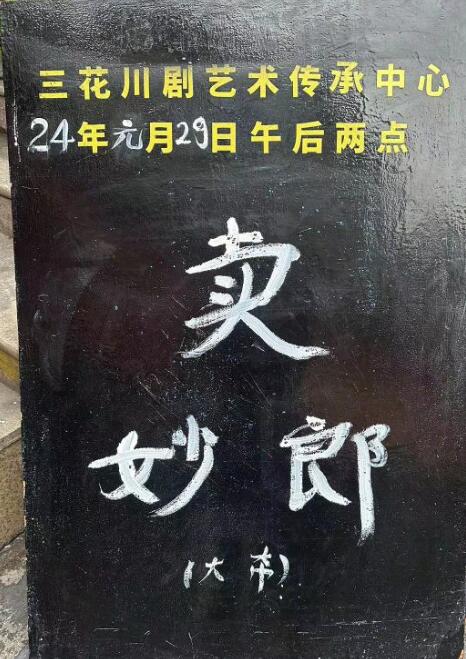 三花川剧艺术传承中心
24年元月29日午后两点
卖
妙郎
(大本)